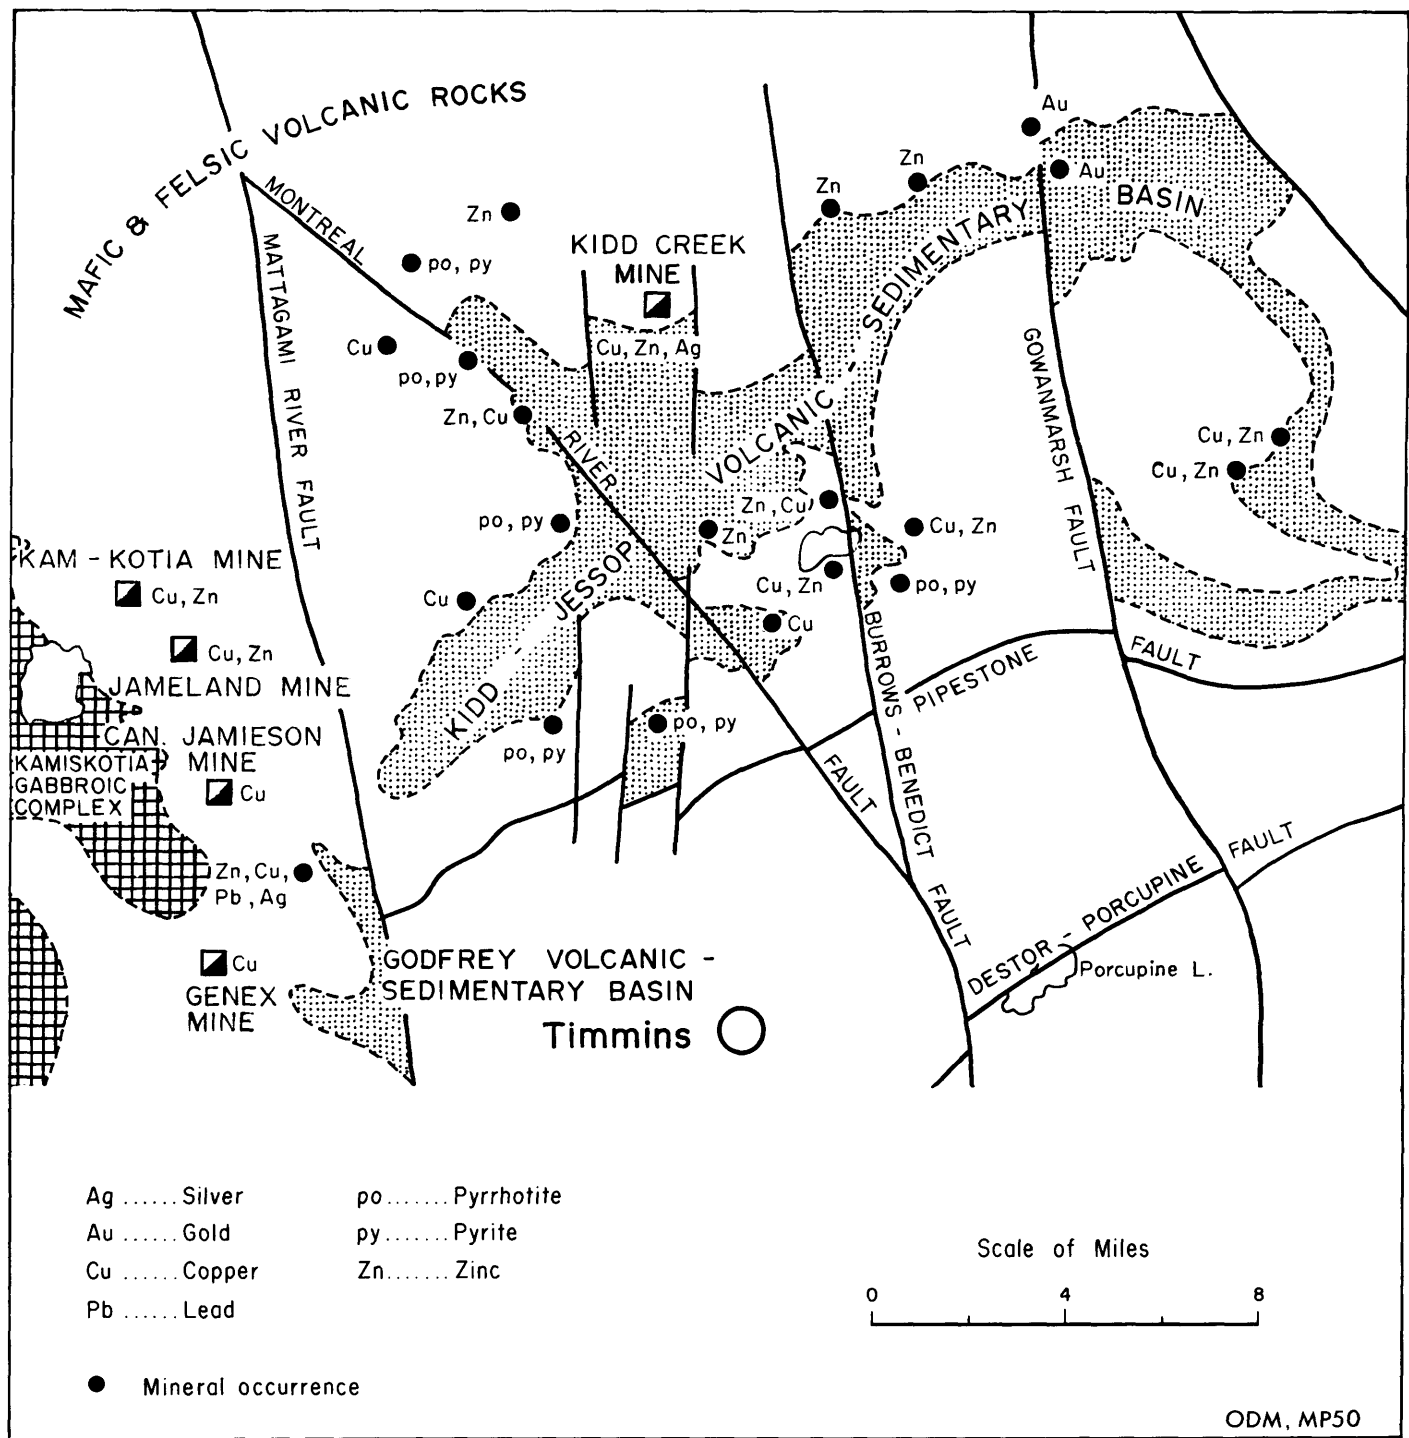 MAFIC & FELSIC VOLCANIC ROCKS
Au
Zn
Zn
Au
BASIN
MONTREAL
Zn
SEDIMENTARY
KIDD CREEK
MINE
po, py
MATTAGAMI RIVER FAULT
Cu
Cu, Zn, Ag
po, py
GOWANMARSH FAULT
Zn, Cu
RIVER
VOLCANIC -
Cu, Zn
Cu, Zn
Zn, Cu
po, py
Zn
Cu, Zn
KAM - KOTIA MINE
Cu, Zn
JESSOP
Cu, Zn
po, py
Cu
Cu
BURROWS - BENEDICT FAULT
Cu, Zn
JAMELAND MINE
PIPESTONE
FAULT
KIDD -
CAN. JAMIESON
MINE
po, py
po, py
KAMISKOTIA
GABBROIC
COMPLEX
Cu
FAULT
Zn, Cu,
Pb, Ag
DESTOR - PORCUPINE FAULT
Cu
GENEX
MINE
GODFREY VOLCANIC -
SEDIMENTARY BASIN
Porcupine L.
Timmins
Ag ...... Silver
po ....... Pyrrhotite
Au ...... Gold
py ....... Pyrite
Cu ...... Copper
Zn ....... Zinc
Pb ...... Lead
Scale of Miles
0 4 8
Mineral occurrence
ODM, MP50